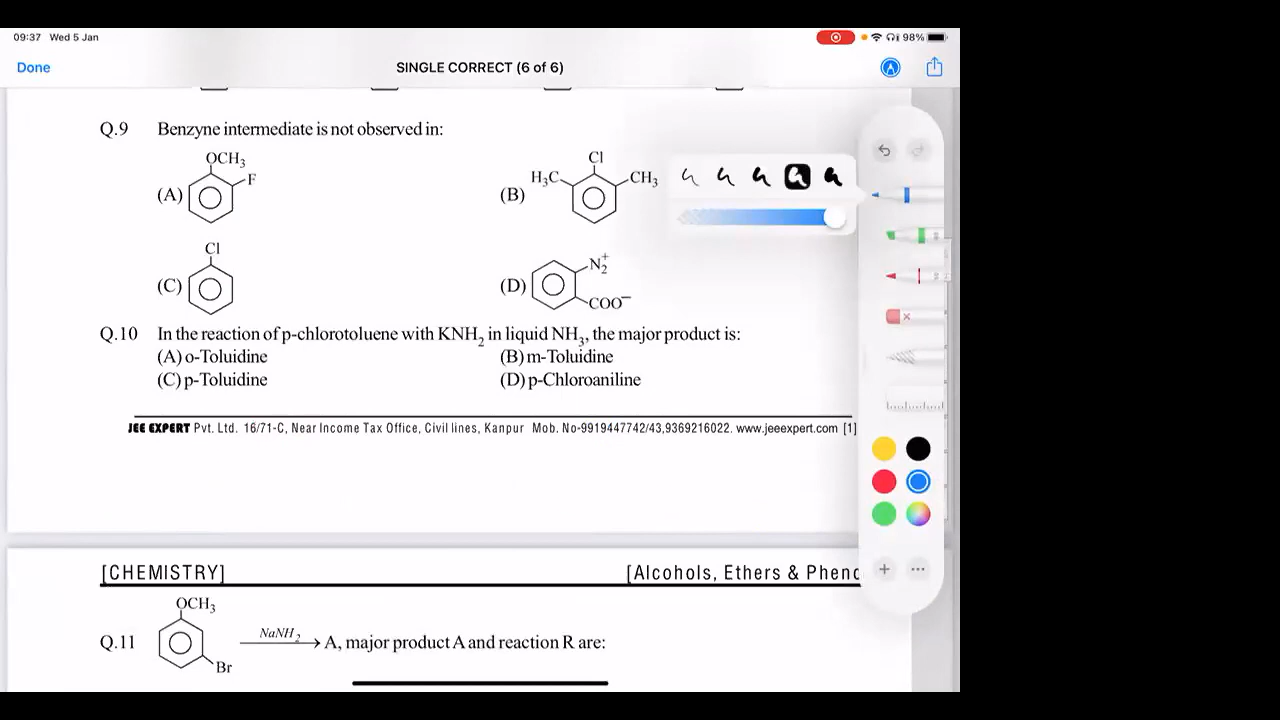 09:37 Wed 5 Jan
98%
Done
SINGLE CORRECT (6 of 6)
Q.9 Benzyne intermediate is not observed in:
(A) OCH3 F
(B) H3C Cl CH3
(C) Cl
(D) N2+ COO−
Q.10 In the reaction of p-chlorotoluene with KNH2 in liquid NH3, the major product is:
(A) o-Toluidine (B) m-Toluidine
(C) p-Toluidine (D) p-Chloroaniline
JEE EXPERT Pvt. Ltd. 16/71-C, Near Income Tax Office, Civil lines, Kanpur Mob. No-9919447742/43,9369216022. www.jeeexpert.com [1]
[CHEMISTRY] [Alcohols, Ethers & Pheno
OCH3
Q.11 NaNH2 A, major product A and reaction R are:
Br